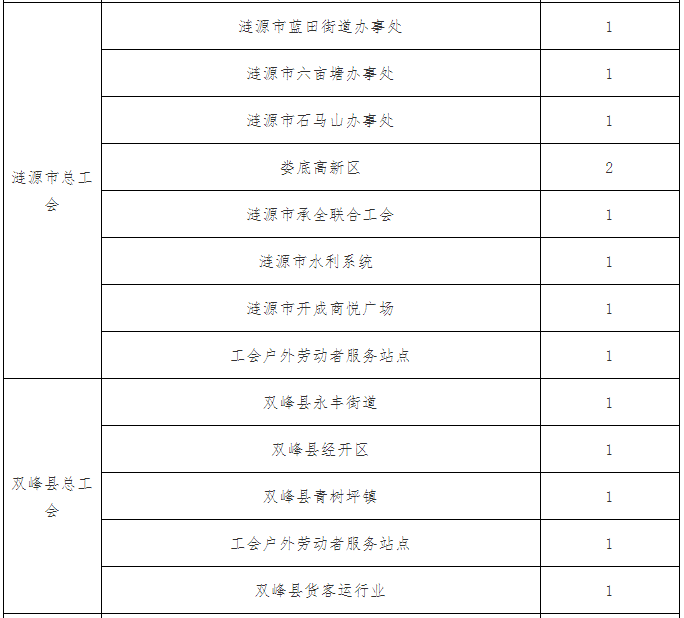 涟源市总工
会
涟源市蓝田街道办事处 1
涟源市六亩塘办事处 1
涟源市石马山办事处 1
娄底高新区 2
涟源市承全联合工会 1
涟源市水利系统 1
涟源市开成商悦广场 1
工会户外劳动者服务站点 1
双峰县总工
会
双峰县永丰街道 1
双峰县经开区 1
双峰县青树坪镇 1
工会户外劳动者服务站点 1
双峰县货客运行业 1